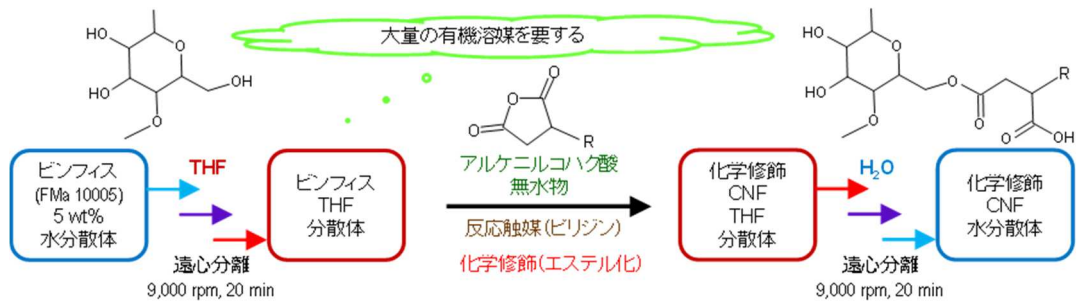 大量の有機溶媒を要する
HO
O
HO
OH
O
O
O
O
R
HO
O
HO
O
O
R
O
O
OH
ビンフィス
(FMa 10005)
5 wt%
水分散体
THF
遠心分離
9,000 rpm, 20 min
ビンフィス
THF
分散体
アルケニルコハク酸
無水物
反応触媒(ピリジン)
化学修飾(エステル化)
化学修飾
CNF
THF
分散体
H₂O
遠心分離
9,000 rpm, 20 min
化学修飾
CNF
水分散体